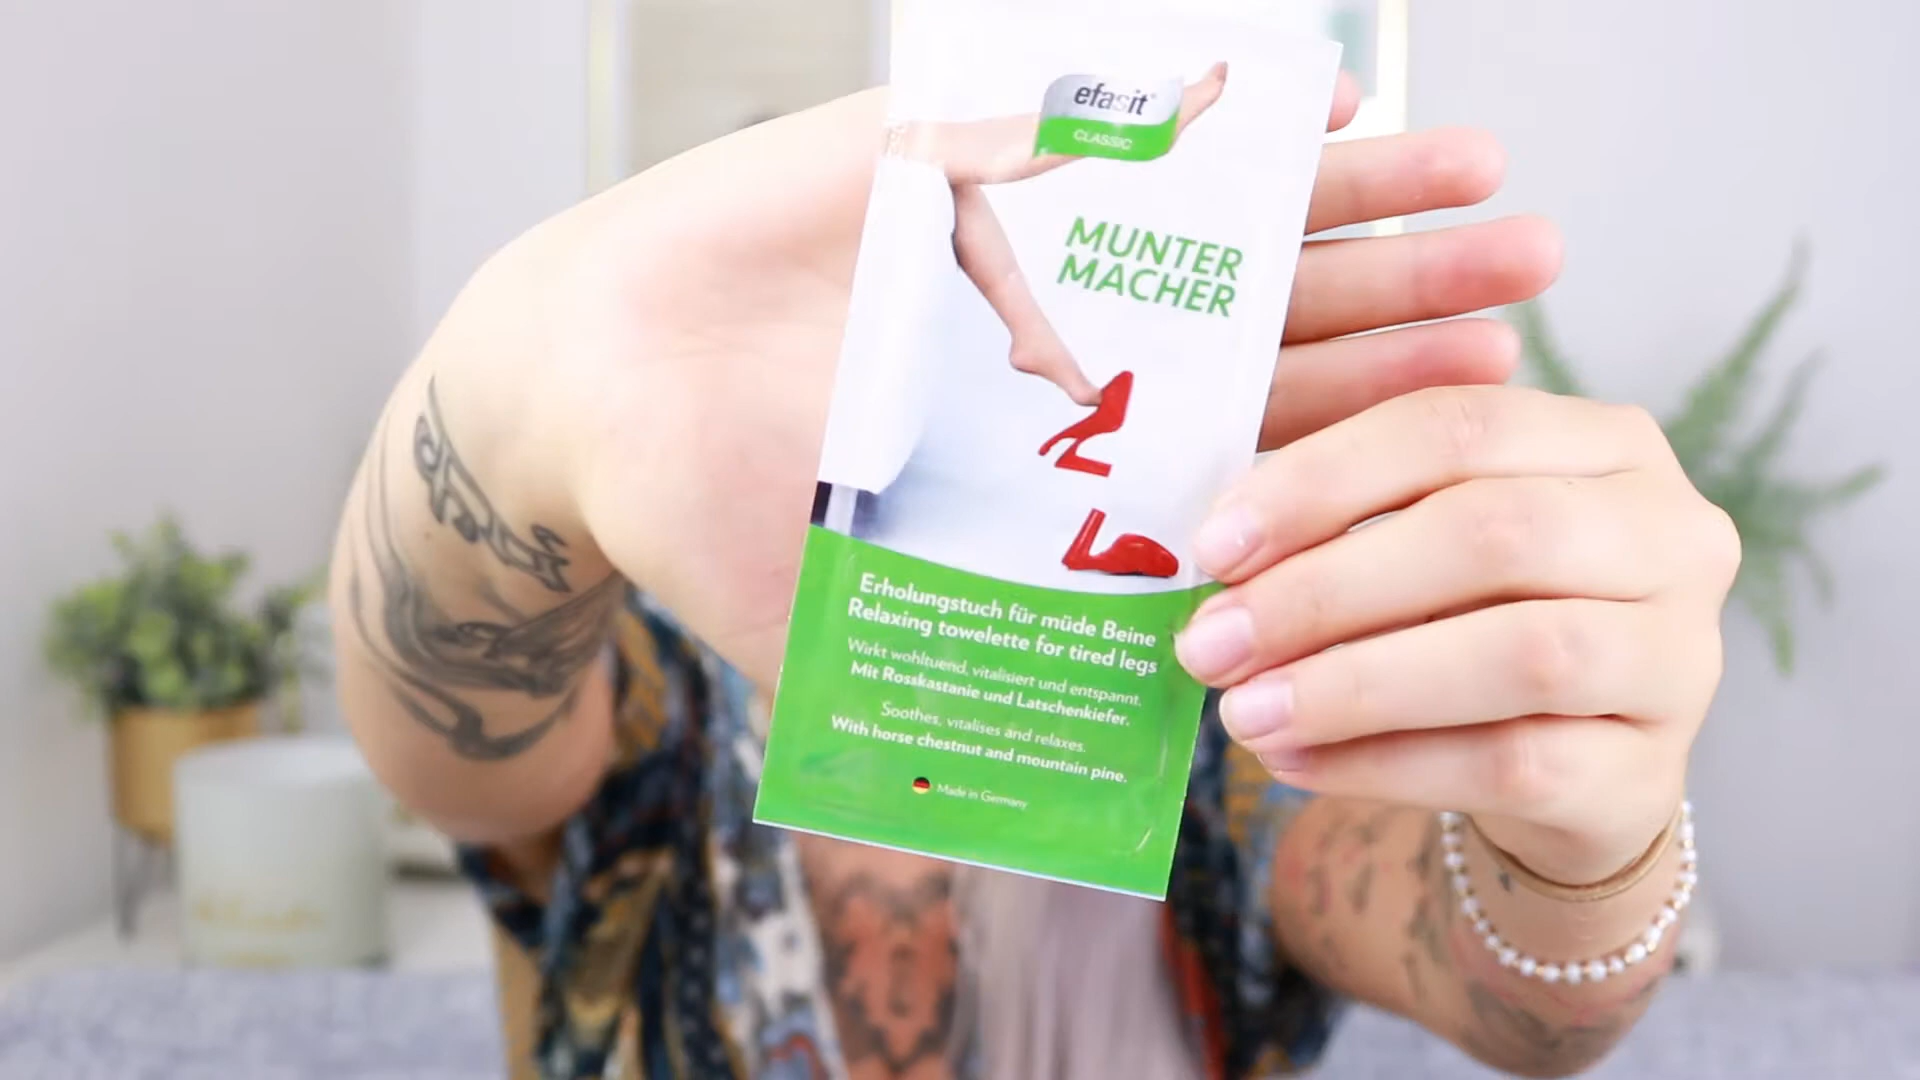 efasit®
CLASSIC
MUNTER
MACHER
Erholungstuch für müde Beine
Relaxing towelette for tired legs
Wirkt wohltuend, vitalisiert und entspannt.
Mit Rosskastanie und Latschenkiefer.
Soothes, vitalises and relaxes.
With horse chestnut and mountain pine.
Made in Germany